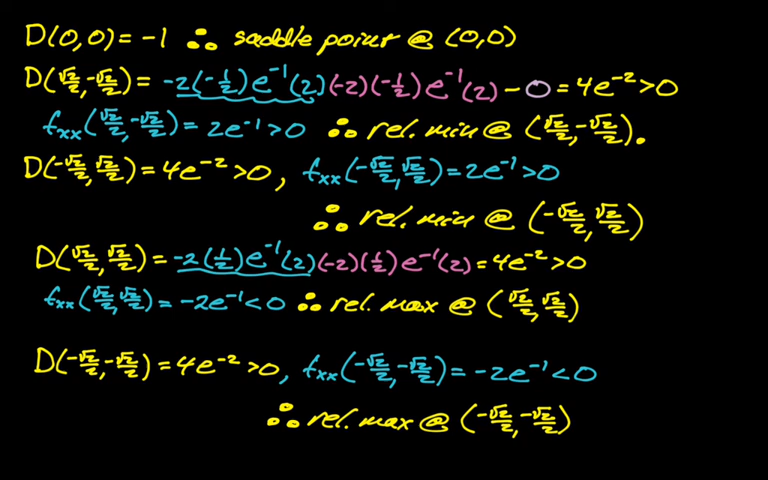 D(0,0) = -1 ∴ saddle point @ (0,0)
D(√2/2, -√2/2) = -2(-1/2)e⁻¹(2)(-2)(-1/2)e⁻¹(2) - 0 = 4e⁻² > 0
fxx(√2/2, -√2/2) = 2e⁻¹ > 0 ∴ rel. min @ (√2/2, -√2/2).
D(-√2/2, √2/2) = 4e⁻² > 0, fxx(-√2/2, √2/2) = 2e⁻¹ > 0
∴ rel. min @ (-√2/2, √2/2)
D(√2/2, √2/2) = -2(1/2)e⁻¹(2)(-2)(1/2)e⁻¹(2) = 4e⁻² > 0
fxx(√2/2, √2/2) = -2e⁻¹ < 0 ∴ rel. max @ (√2/2, √2/2)
D(-√2/2, -√2/2) = 4e⁻² > 0, fxx(-√2/2, -√2/2) = -2e⁻¹ < 0
∴ rel. max @ (-√2/2, -√2/2)